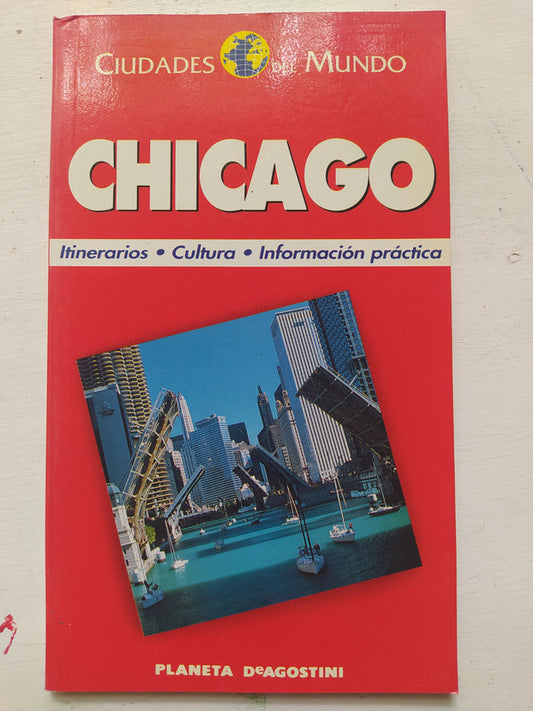 CIUDADES DEL MUNDO
CHICAGO
Itinerarios • Cultura • Información práctica
PLANETA DeAGOSTINI